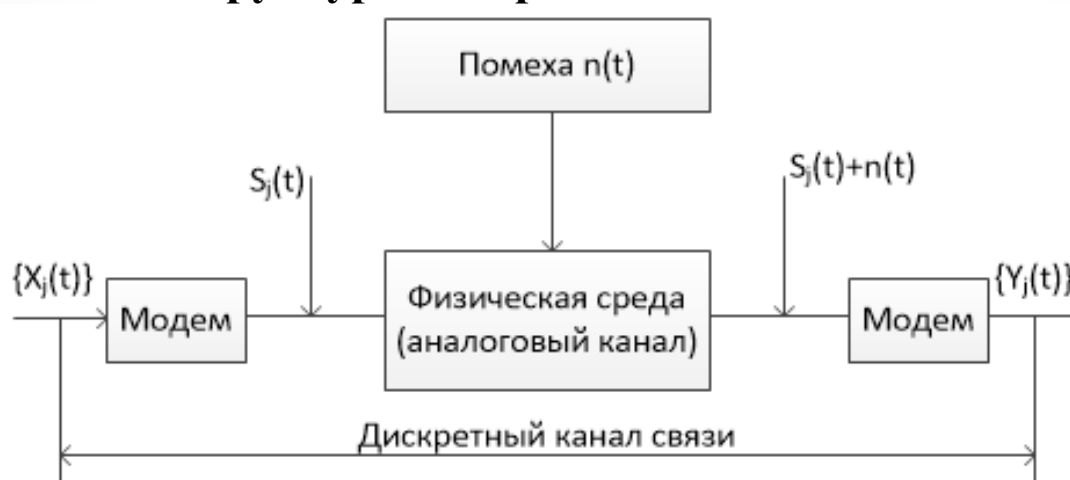 Помеха n(t)
Sj(t)
Sj(t)+n(t)
{Xj(t)}
Модем
Физическая среда
(аналоговый канал)
Модем
{Yj(t)}
Дискретный канал связи